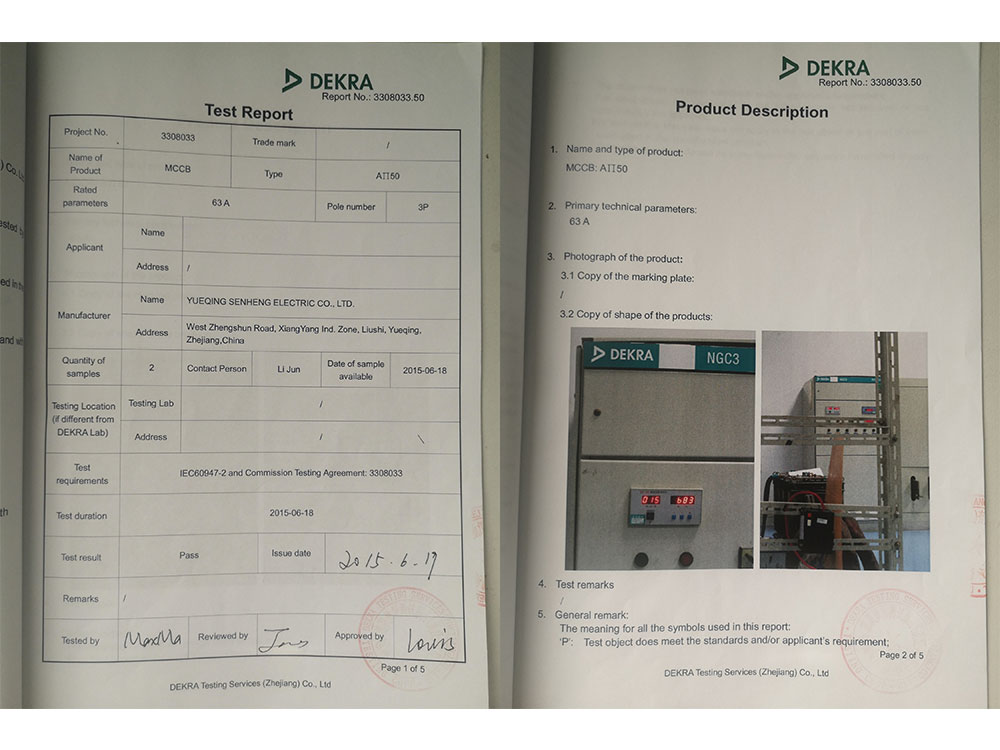 DEKRA
Report No.: 3308033.50
Test Report
Project No. 3308033 Trade mark /
Name of Product MCCB Type АП50
Rated parameters 63 A Pole number 3P
Applicant Name
Address /
Manufacturer Name YUEQING SENHENG ELECTRIC CO., LTD.
Address West Zhengshun Road, XiangYang Ind. Zone, Liushi, Yueqing,
Zhejiang,China
Quantity of samples 2 Contact Person Li Jun Date of sample available 2015-06-18
Testing Location (if different from DEKRA Lab) Testing Lab /
Address / \
Test requirements IEC60947-2 and Commission Testing Agreement: 3308033
Test duration 2015-06-18
Test result Pass Issue date 2015.6.19
Remarks /
Tested by MaxMa Reviewed by Approved by Louis
Page 1 of 5
DEKRA Testing Services (Zhejiang) Co., Ltd
DEKRA
Report No.: 3308033.50
Product Description
1. Name and type of product:
MCCB: АП50
2. Primary technical parameters:
63 A
3. Photograph of the product:
3.1 Copy of the marking plate:
/
3.2 Copy of shape of the products:
DEKRA NGC3
015 683
4. Test remarks
/
5. General remark:
The meaning for all the symbols used in this report:
'P': Test object does meet the standards and/or applicant's requirement;
Page 2 of 5
DEKRA Testing Services (Zhejiang) Co., Ltd